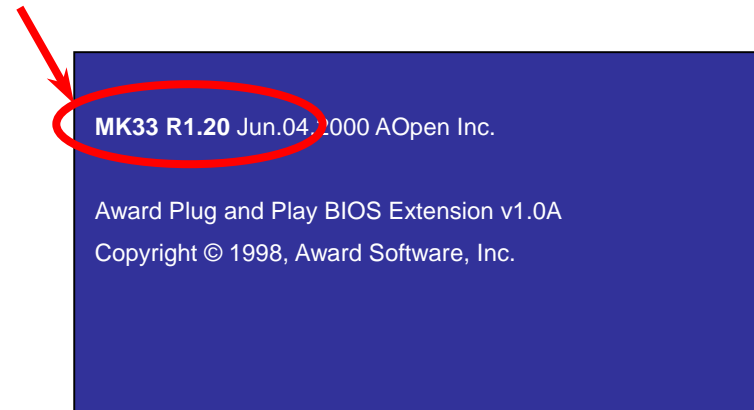 MK33 R1.20 Jun.04.2000 AOpen Inc.
Award Plug and Play BIOS Extension v1.0A
Copyright © 1998, Award Software, Inc.